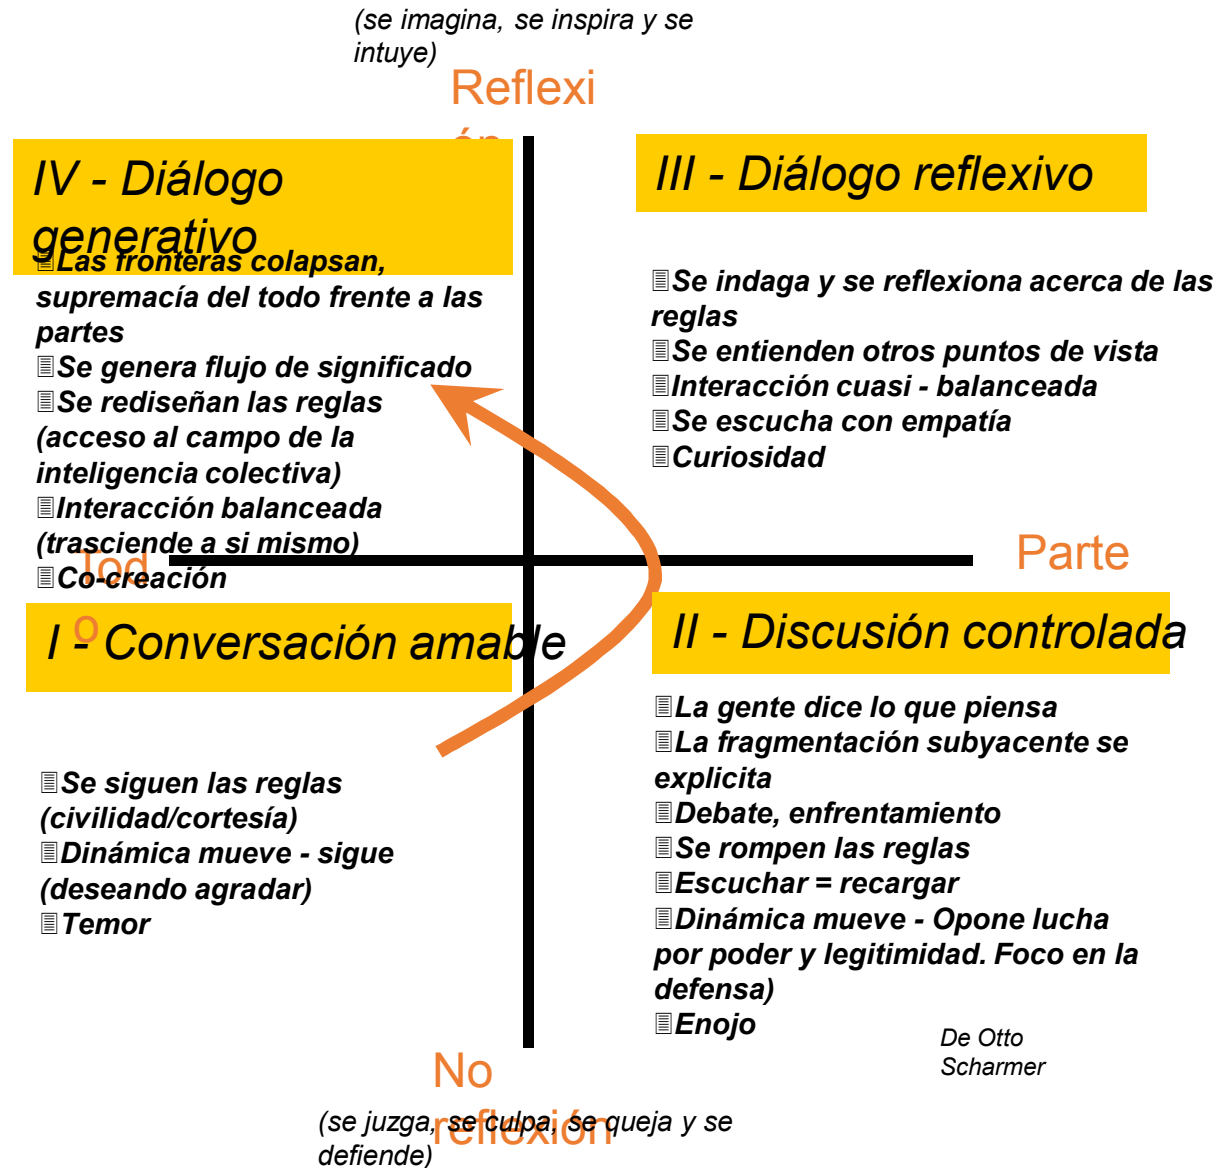 (se imagina, se inspira y se
intuye)
Reflexi
ón
IV - Diálogo
generativo
Las fronteras colapsan,
supremacía del todo frente a las
partes
Se genera flujo de significado
Se rediseñan las reglas
(acceso al campo de la
inteligencia colectiva)
Interacción balanceada
(trasciende a si mismo)
Co-creación
III - Diálogo reflexivo
Se indaga y se reflexiona acerca de las
reglas
Se entienden otros puntos de vista
Interacción cuasi - balanceada
Se escucha con empatía
Curiosidad
Tod
o
Parte
I - Conversación amable
Se siguen las reglas
(civilidad/cortesía)
Dinámica mueve - sigue
(deseando agradar)
Temor
II - Discusión controlada
La gente dice lo que piensa
La fragmentación subyacente se
explicita
Debate, enfrentamiento
Se rompen las reglas
Escuchar = recargar
Dinámica mueve - Opone lucha
por poder y legitimidad. Foco en la
defensa)
Enojo
De Otto
Scharmer
No
reflexión
(se juzga, se culpa, se queja y se
defiende)